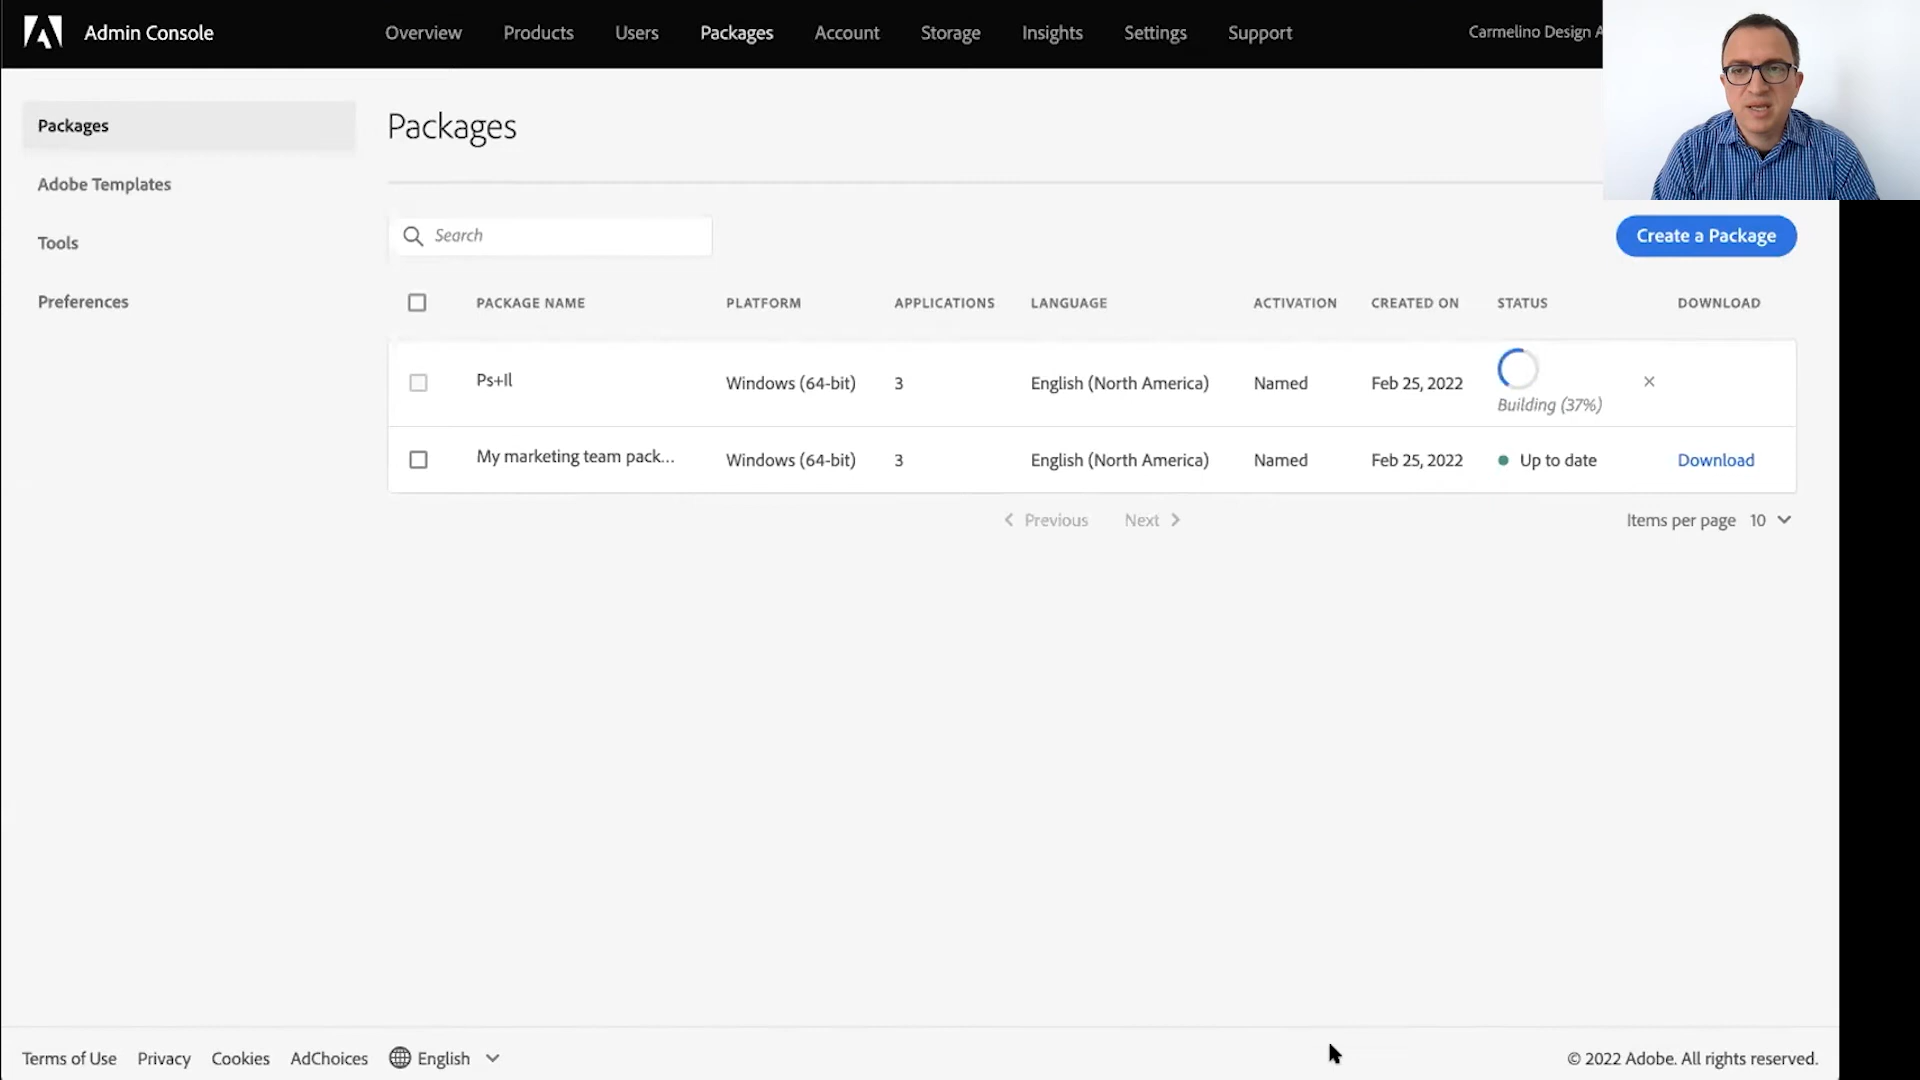 Admin Console
Overview Products Users Packages Account Storage Insights Settings Support
Carmelino Design A
Packages
Adobe Templates
Tools
Preferences
Packages
Search
Create a Package
PACKAGE NAME PLATFORM APPLICATIONS LANGUAGE ACTIVATION CREATED ON STATUS DOWNLOAD
Ps+Il Windows (64-bit) 3 English (North America) Named Feb 25, 2022 Building (37%)
My marketing team pack... Windows (64-bit) 3 English (North America) Named Feb 25, 2022 Up to date Download
Previous Next
Items per page 10
Terms of Use Privacy Cookies AdChoices English
© 2022 Adobe. All rights reserved.